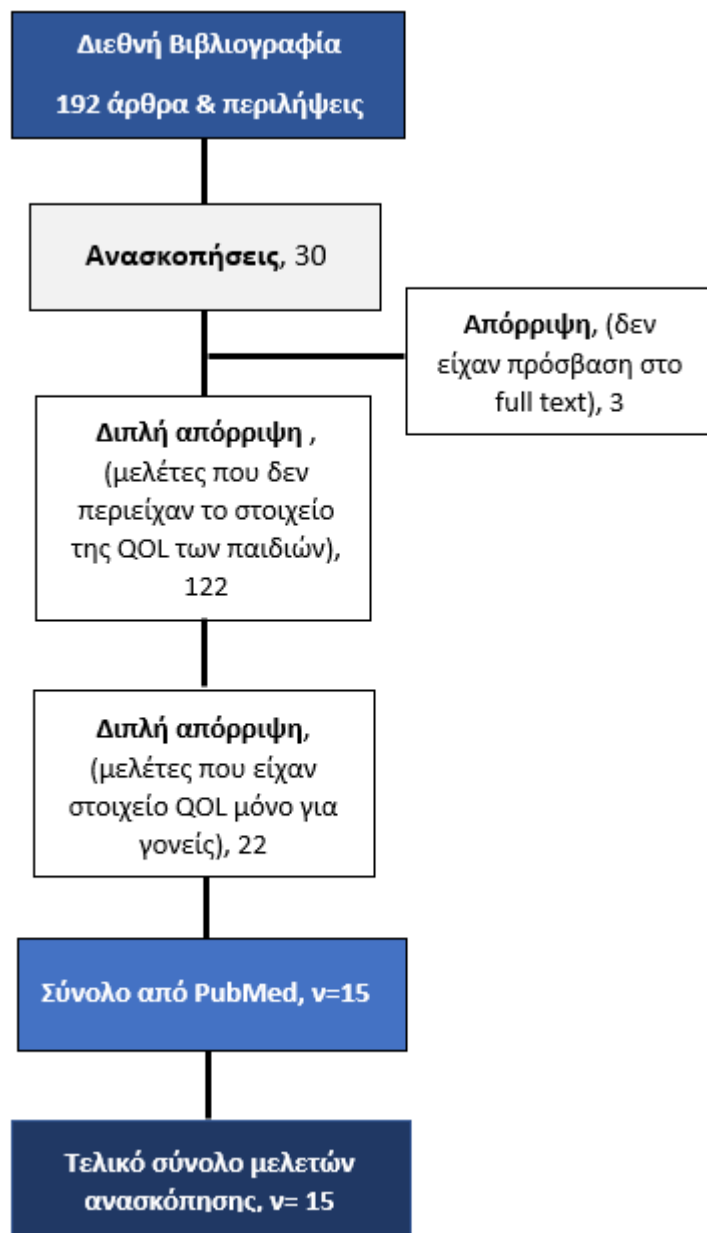 Διεθνή Βιβλιογραφία
192 άρθρα & περιλήψεις
Ανασκοπήσεις, 30
Απόρριψη, (δεν
είχαν πρόσβαση στο
full text), 3
Διπλή απόρριψη ,
(μελέτες που δεν
περιείχαν το στοιχείο
της QOL των παιδιών),
122
Διπλή απόρριψη,
(μελέτες που είχαν
στοιχείο QOL μόνο για
γονείς), 22
Σύνολο από PubMed, ν=15
Τελικό σύνολο μελετών
ανασκόπησης, ν= 15